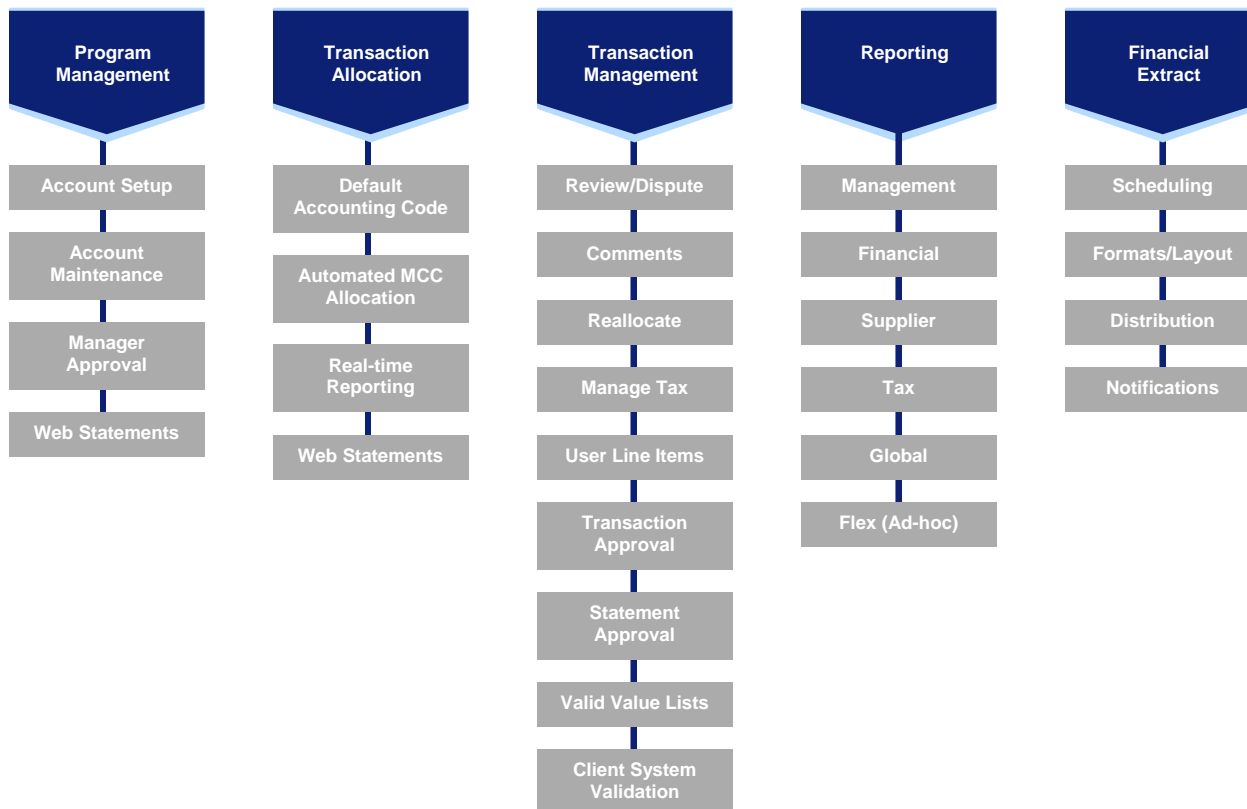 Program
Management
Account Setup
Account
Maintenance
Manager
Approval
Web Statements
Transaction
Allocation
Default
Accounting Code
Automated MCC
Allocation
Real-time
Reporting
Web Statements
Transaction
Management
Review/Dispute
Comments
Reallocate
Manage Tax
User Line Items
Transaction
Approval
Statement
Approval
Valid Value Lists
Client System
Validation
Reporting
Management
Financial
Supplier
Tax
Global
Flex (Ad-hoc)
Financial
Extract
Scheduling
Formats/Layout
Distribution
Notifications